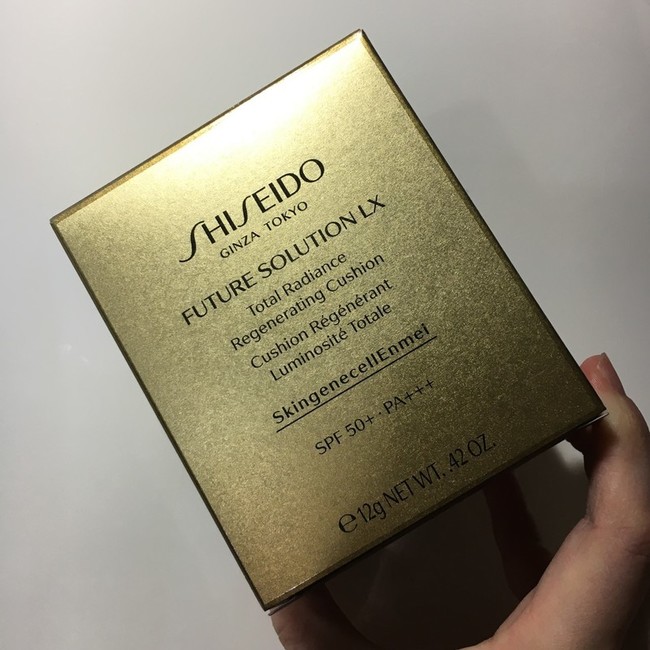 SHISEIDO
GINZA TOKYO
FUTURE SOLUTION LX
Total Radiance
Regenerating Cushion
Cushion Régénérant
Luminosité Totale
SkingenecellEnmei
SPF 50+・PA+++
℮12g NET WT. .42 OZ.